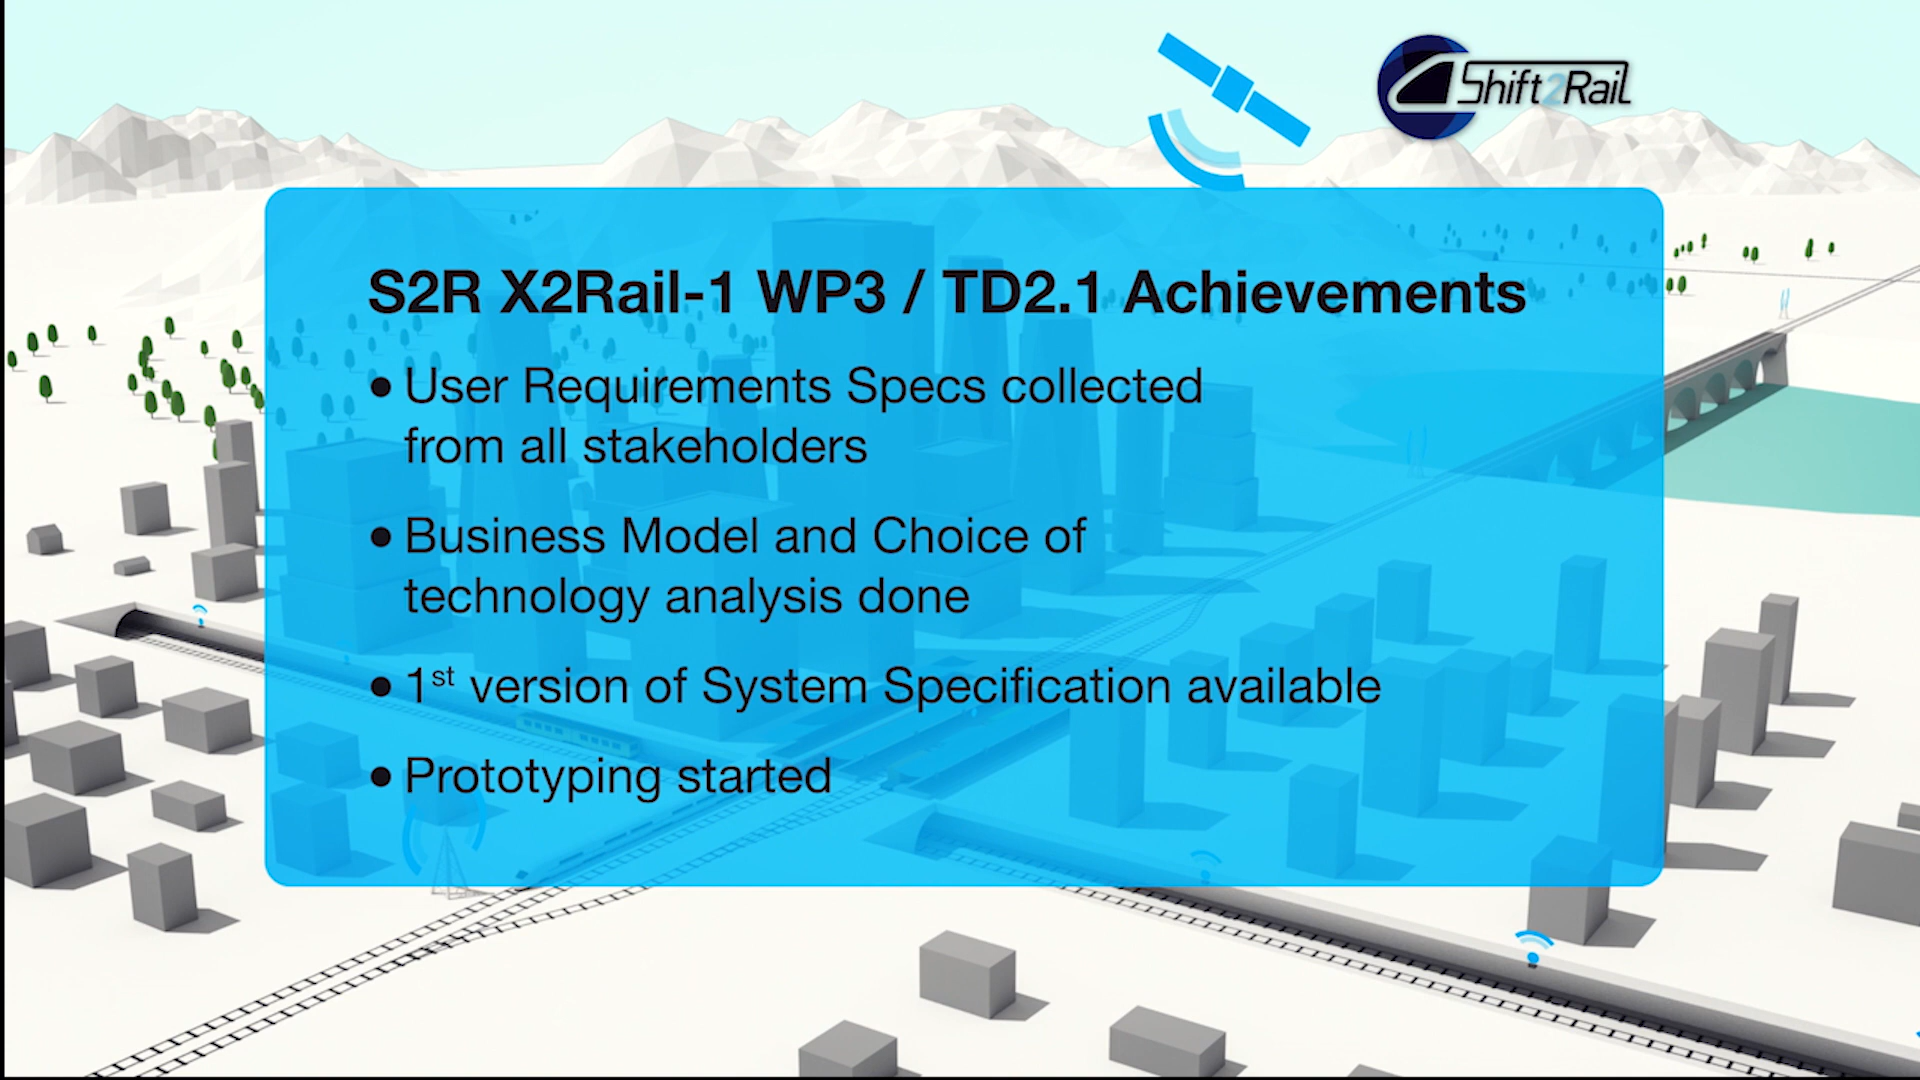 Shift2Rail
S2R X2Rail-1 WP3 / TD2.1 Achievements
• User Requirements Specs collected
from all stakeholders
• Business Model and Choice of
technology analysis done
• 1st version of System Specification available
• Prototyping started